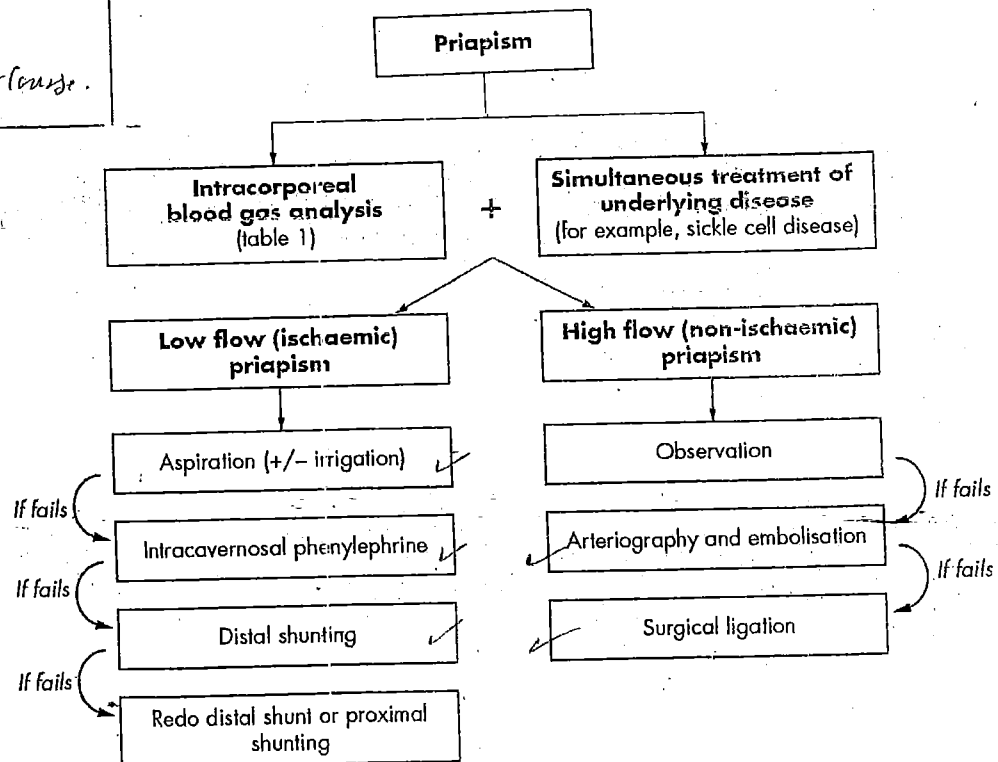 Priapism
Intracorporeal
blood gas analysis
(table 1)
+
Simultaneous treatment of
underlying disease
(for example, sickle cell disease)
Low flow (ischaemic)
priapism
High flow (non-ischaemic)
priapism
Aspiration (+/– irrigation)
Observation
If fails
If fails
Intracavernosal phenylephrine
Arteriography and embolisation
If fails
If fails
Distal shunting
Surgical ligation
If fails
Redo distal shunt or proximal
shunting